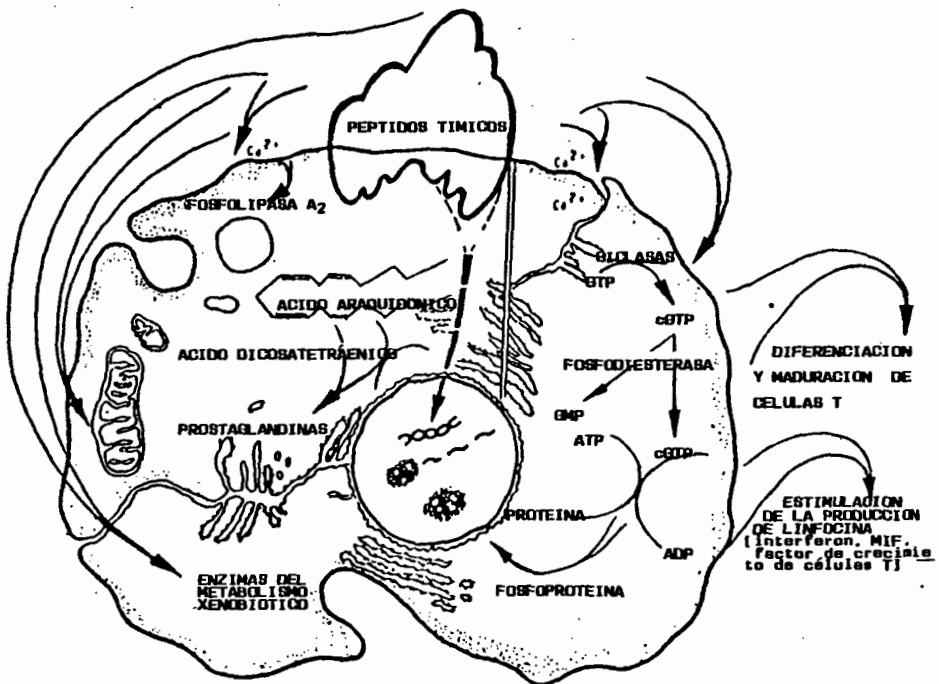 PEPTIDOS TIMICOS
Ca2+
Ca2+
Ca2+
FOSFOLIPASA A2
CICLASAS
GTP
ACIDO ARAQUIDONICO
cGTP
ACIDO DICOSATETRAENICO
FOSFODIESTERASA
DIFERENCIACION
Y MADURACION DE
CELULAS T
GMP
PROSTAGLANDINAS
ATP
cGTP
ESTIMULACION
DE LA PRODUCCION
DE LINFOCINA
[Interferon, MIF,
factor de crecimie
to de células T]
PROTEINA
ADP
ENZIMAS DEL
METABOLISMO
XENOBIOTICO
FOSFOPROTEINA